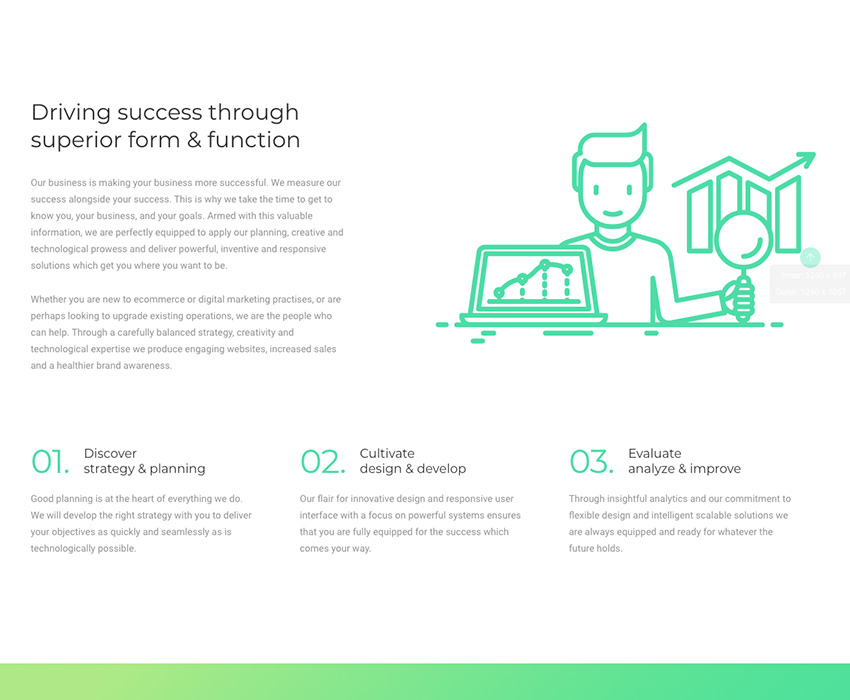 Driving success through
superior form & function
Our business is making your business more successful. We measure our
success alongside your success. This is why we take the time to get to
know you, your business, and your goals. Armed with this valuable
information, we are perfectly equipped to apply our planning, creative and
technological prowess and deliver powerful, inventive and responsive
solutions which get you where you want to be.
Whether you are new to ecommerce or digital marketing practises, or are
perhaps looking to upgrade existing operations, we are the people who
can help. Through a carefully balanced strategy, creativity and
technological expertise we produce engaging websites, increased sales
and a healthier brand awareness.
01.
Discover
strategy & planning
Good planning is at the heart of everything we do.
We will develop the right strategy with you to deliver
your objectives as quickly and seamlessly as is
technologically possible.
02.
Cultivate
design & develop
Our flair for innovative design and responsive user
interface with a focus on powerful systems ensures
that you are fully equipped for the success which
comes your way.
03.
Evaluate
analyze & improve
Through insightful analytics and our commitment to
flexible design and intelligent scalable solutions we
are always equipped and ready for whatever the
future holds.